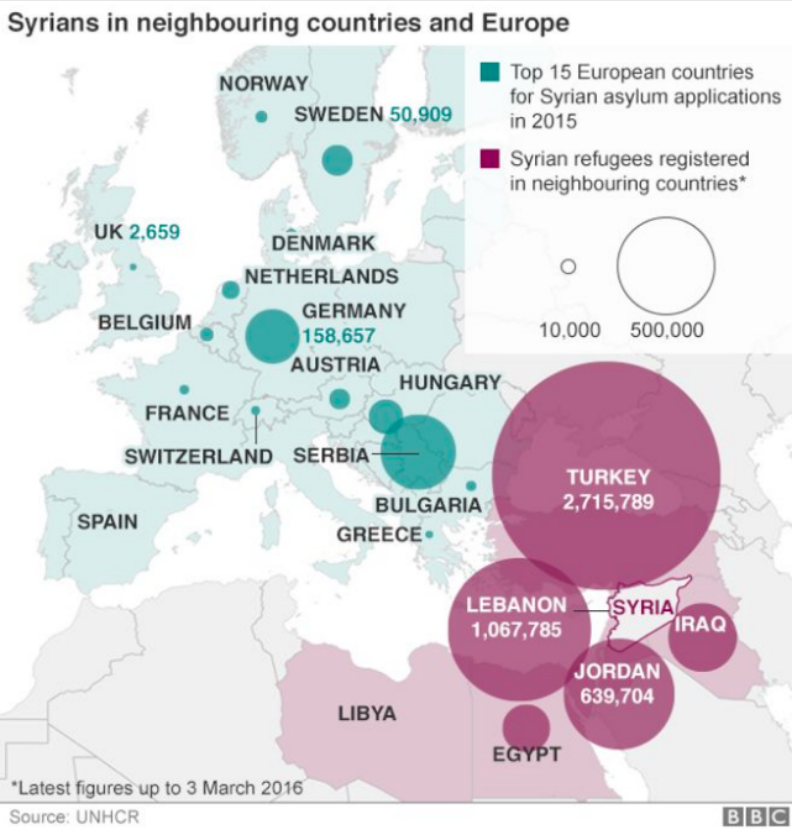 Syrians in neighbouring countries and Europe
Top 15 European countries
for Syrian asylum applications
in 2015
Syrian refugees registered
in neighbouring countries*
10,000 500,000
NORWAY
SWEDEN 50,909
UK 2,659
DENMARK
NETHERLANDS
BELGIUM
GERMANY
158,657
AUSTRIA
HUNGARY
FRANCE
SWITZERLAND
SERBIA
BULGARIA
SPAIN
GREECE
TURKEY
2,715,789
LEBANON
1,067,785
SYRIA
IRAQ
JORDAN
639,704
LIBYA
EGYPT
*Latest figures up to 3 March 2016
Source: UNHCR
BBC